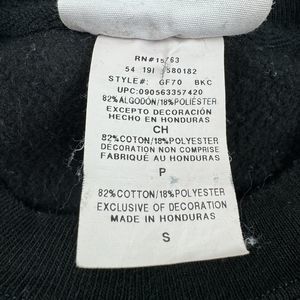 RN#15763
54 19I 580182
STYLE#: GF70 BKC
UPC:090563357420
82%ALGODÓN/18%POLIÉSTER
EXCEPTO DECORACIÓN
HECHO EN HONDURAS
CH
82%COTON/18%POLYESTER
DÉCORATION NON COMPRISE
FABRIQUÉ AU HONDURAS
P
82%COTTON/18%POLYESTER
EXCLUSIVE OF DECORATION
MADE IN HONDURAS
S